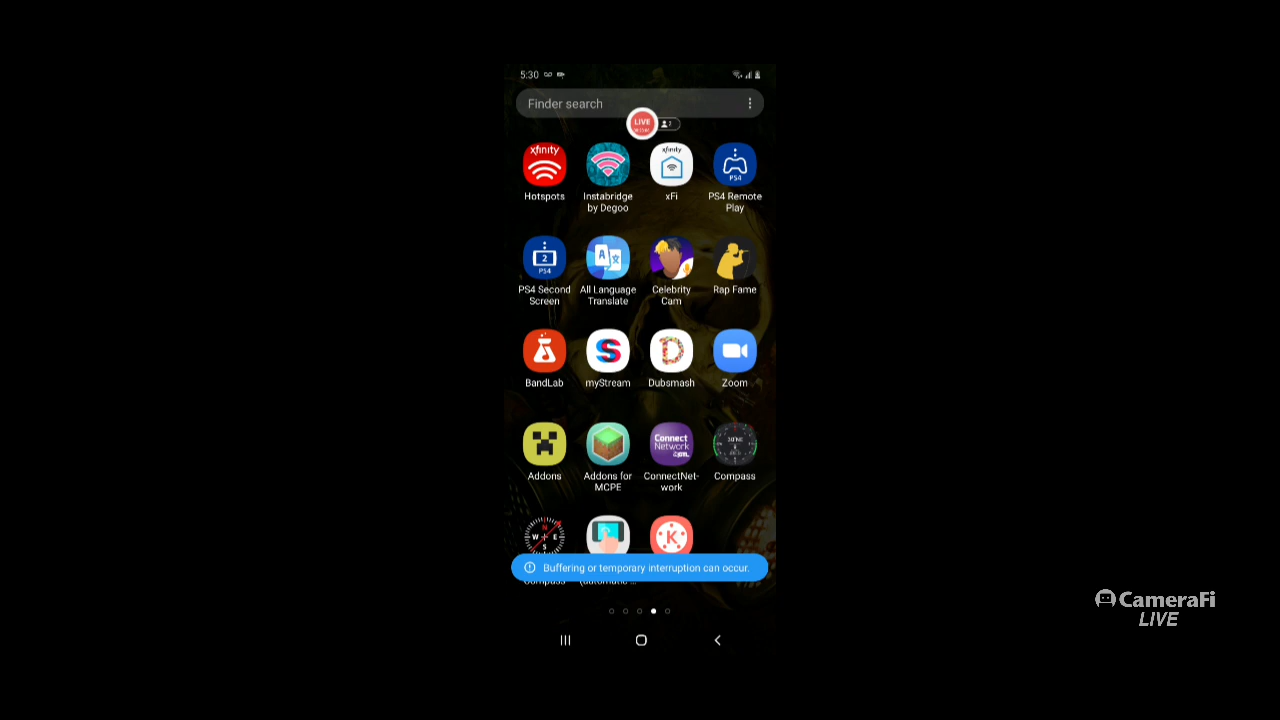 5:30
Finder search
LIVE
xfinity
xfinity
PS4
Hotspots
Instabridge
by Degoo
xFi
PS4 Remote
Play
2
PS4
A
PS4 Second
Screen
All Language
Translate
Celebrity
Cam
Rap Fame
S
D
BandLab
myStream
Dubsmash
Zoom
Connect
Network
Addons
Addons for
MCPE
ConnectNet-
work
Compass
N
W E
S
K
Buffering or temporary interruption can occur.
Compass
(automatic ...
CameraFi
LIVE